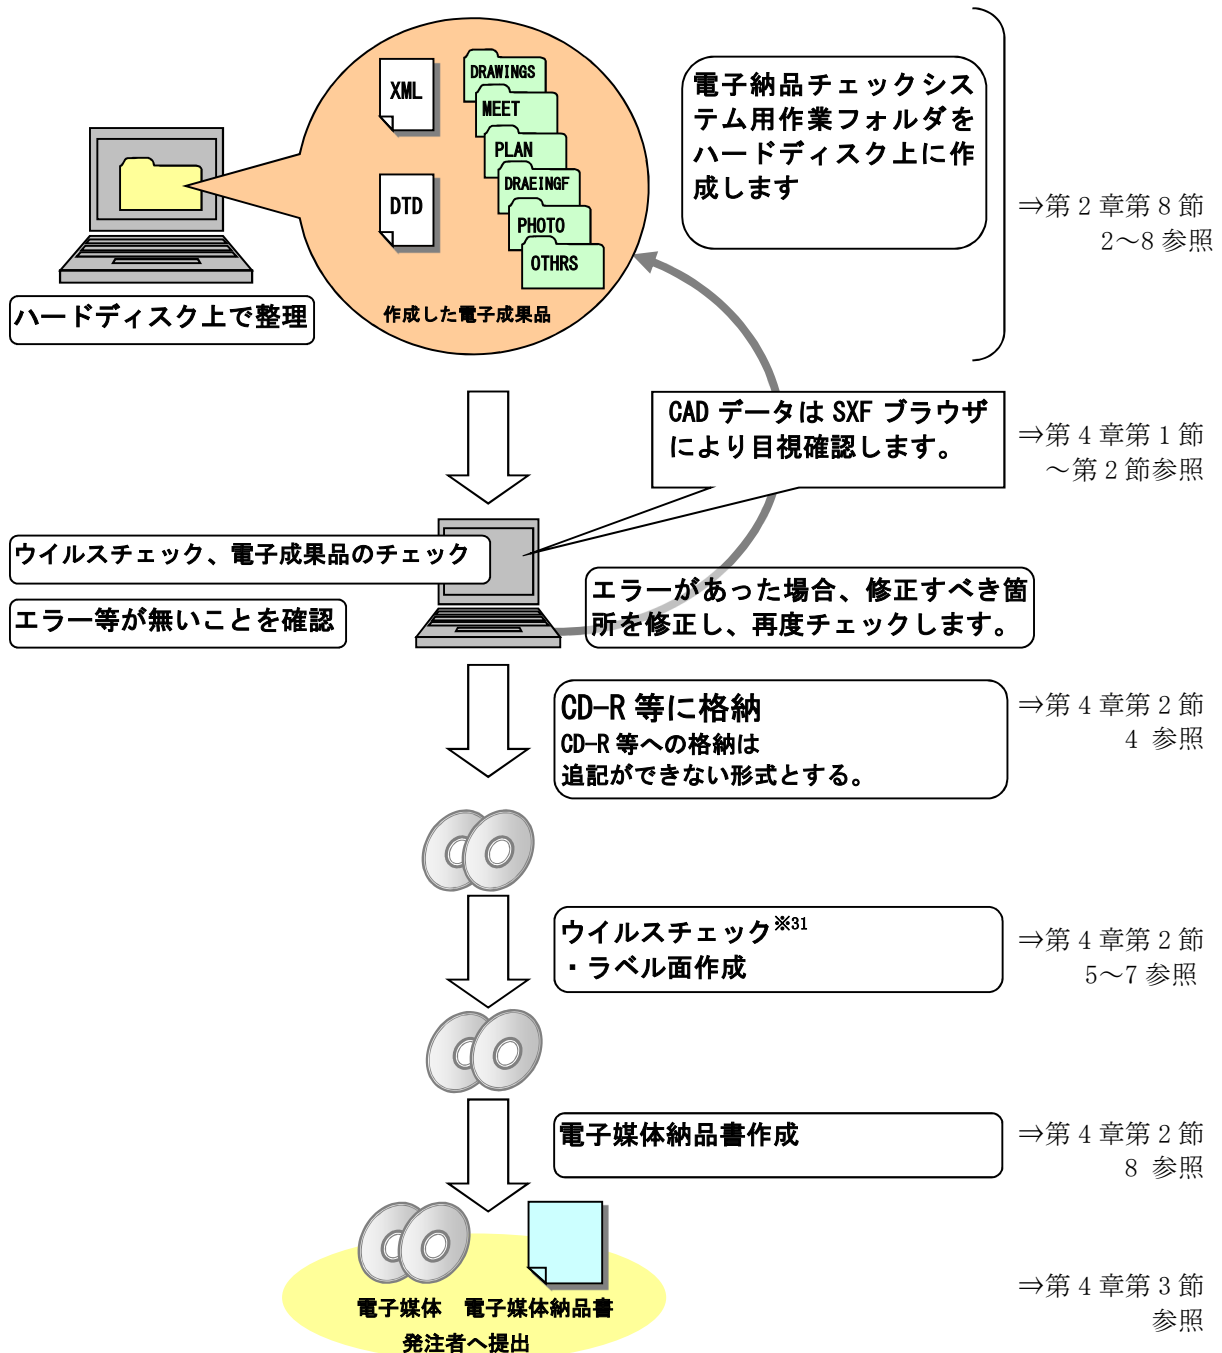 XML
DTD
DRAWINGS
MEET
PLAN
DRAEINGF
PHOTO
OTHRS
作成した電子成果品
ハードディスク上で整理
電子納品チェックシス
テム用作業フォルダを
ハードディスク上に作
成します
⇒第2章第8節
2～8参照
CADデータはSXFブラウザ
により目視確認します。
⇒第4章第1節
～第2節参照
ウイルスチェック、電子成果品のチェック
エラー等が無いことを確認
エラーがあった場合、修正すべき箇
所を修正し、再度チェックします。
CD-R等に格納
CD-R等への格納は
追記ができない形式とする。
⇒第4章第2節
4 参照
ウイルスチェック※31
・ラベル面作成
⇒第4章第2節
5～7参照
電子媒体納品書作成
⇒第4章第2節
8 参照
電子媒体 電子媒体納品書
発注者へ提出
⇒第4章第3節
参照